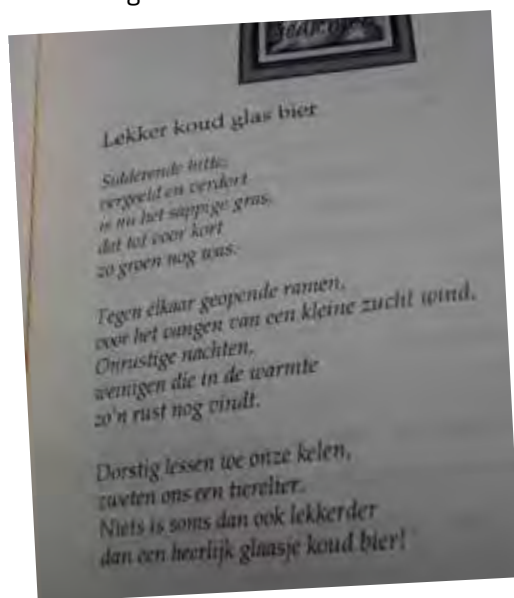 Lekker koud glas bier
hitte,
vergeeld en verdort
is nu het sappige gras,
dat tot voor kort
zo groen nog was.
Tegen elkaar geopende ramen,
voor het vangen van een kleine zucht wind.
Onrustige nachten,
weinigen die in de warmte
zo'n rust nog vindt.
Dorstig lessen we onze kelen,
zweten ons een tierelier.
Niets is soms dan ook lekkerder
dan een heerlijk glaasje koud bier!